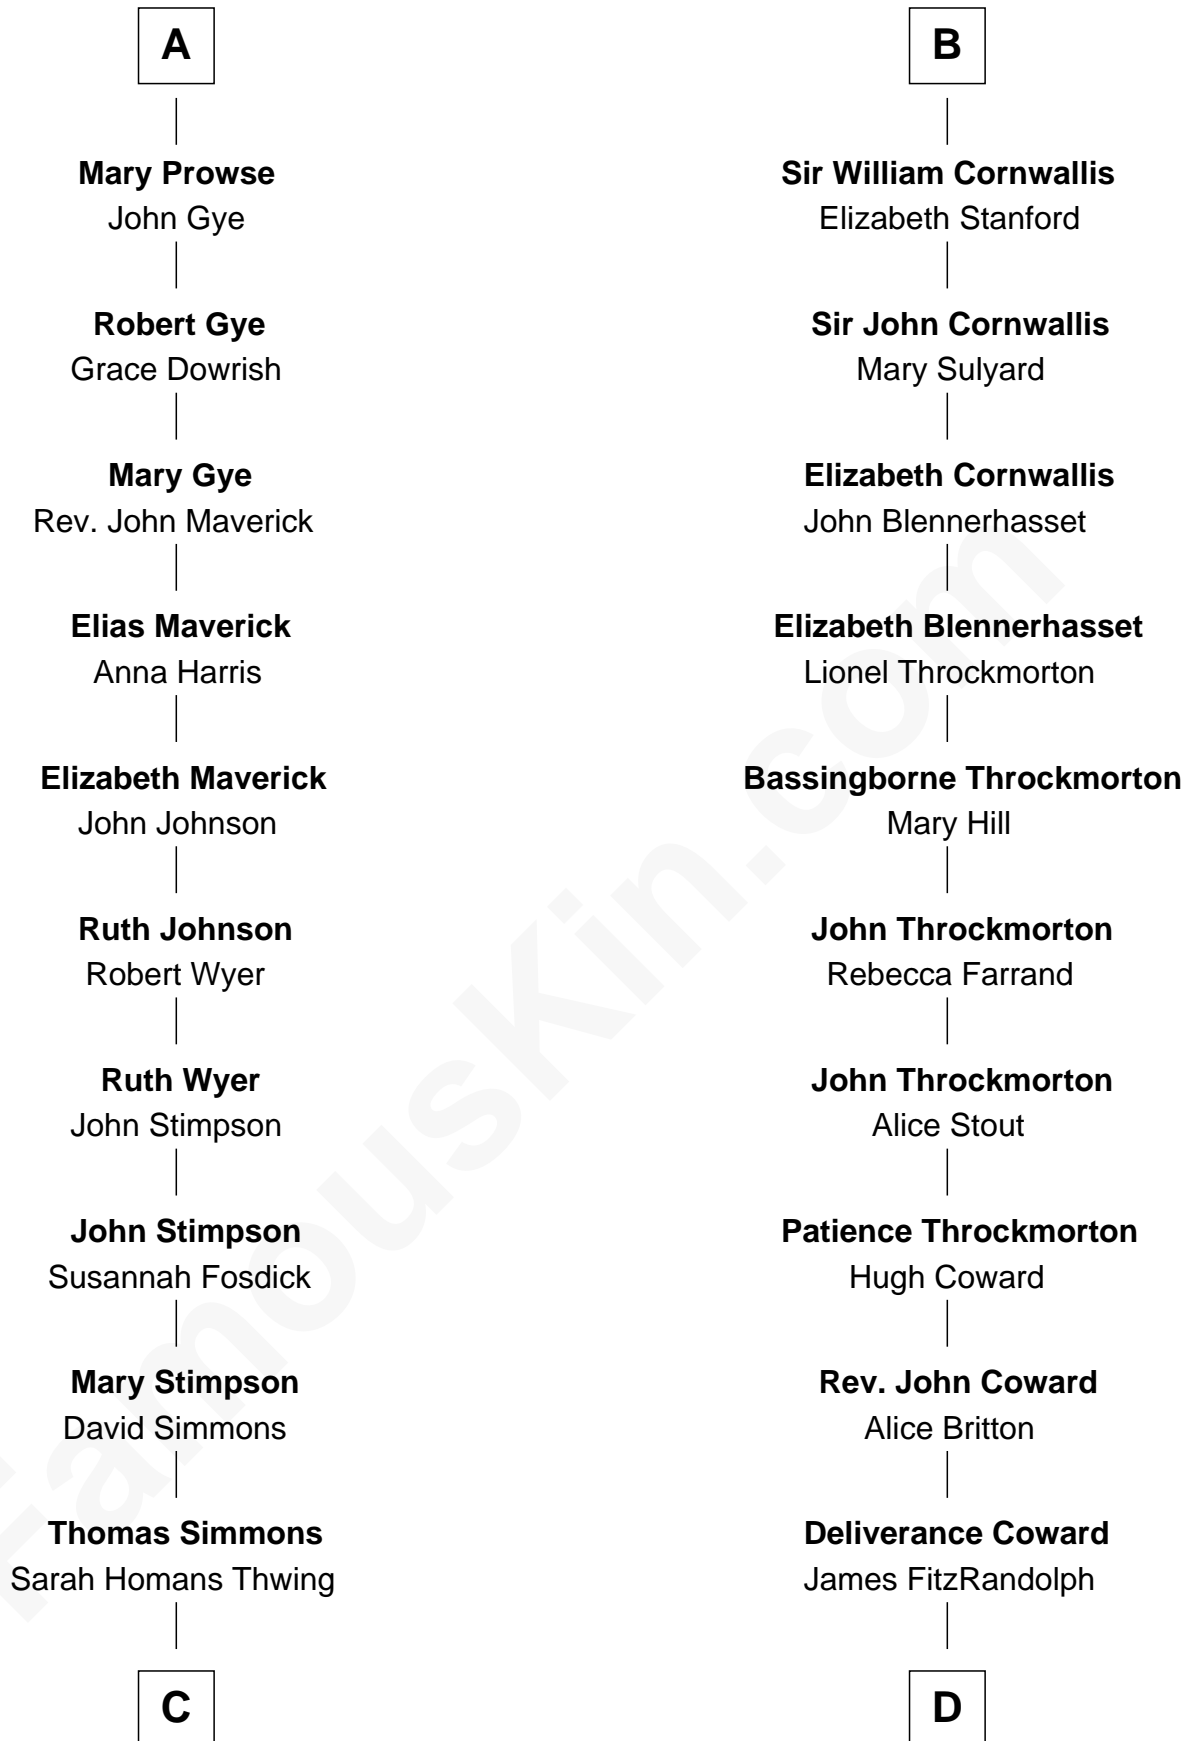 A
Mary Prowse
John Gye
Robert Gye
Grace Dowrish
Mary Gye
Rev. John Maverick
Elias Maverick
Anna Harris
Elizabeth Maverick
John Johnson
Ruth Johnson
Robert Wyer
Ruth Wyer
John Stimpson
John Stimpson
Susannah Fosdick
Mary Stimpson
David Simmons
Thomas Simmons
Sarah Homans Thwing
C
B
Sir William Cornwallis
Elizabeth Stanford
Sir John Cornwallis
Mary Sulyard
Elizabeth Cornwallis
John Blennerhasset
Elizabeth Blennerhasset
Lionel Throckmorton
Bassingborne Throckmorton
Mary Hill
John Throckmorton
Rebecca Farrand
John Throckmorton
Alice Stout
Patience Throckmorton
Hugh Coward
Rev. John Coward
Alice Britton
Deliverance Coward
James FitzRandolph
D
FamousKin.com